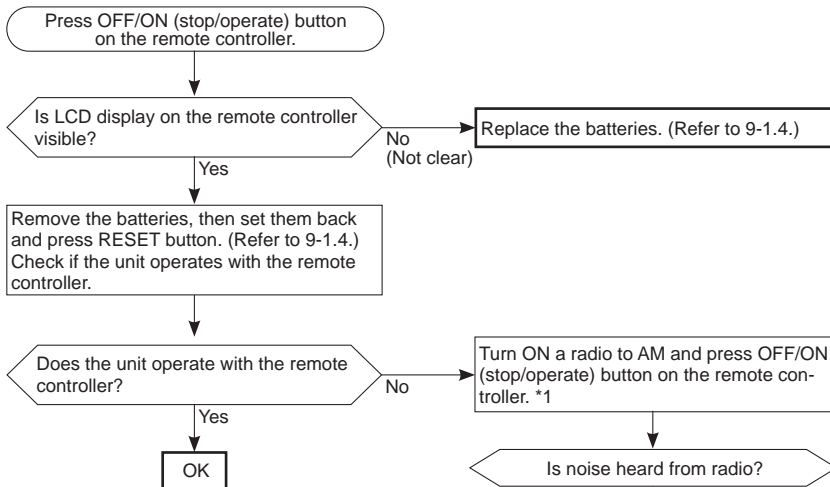 Press OFF/ON (stop/operate) button
on the remote controller.
Is LCD display on the remote controller
visible?
No
(Not clear)
Replace the batteries. (Refer to 9-1.4.)
Yes
Remove the batteries, then set them back
and press RESET button. (Refer to 9-1.4.)
Check if the unit operates with the remote
controller.
Does the unit operate with the remote
controller?
No
Turn ON a radio to AM and press OFF/ON
(stop/operate) button on the remote con-
troller. *1
Yes
OK
Is noise heard from radio?